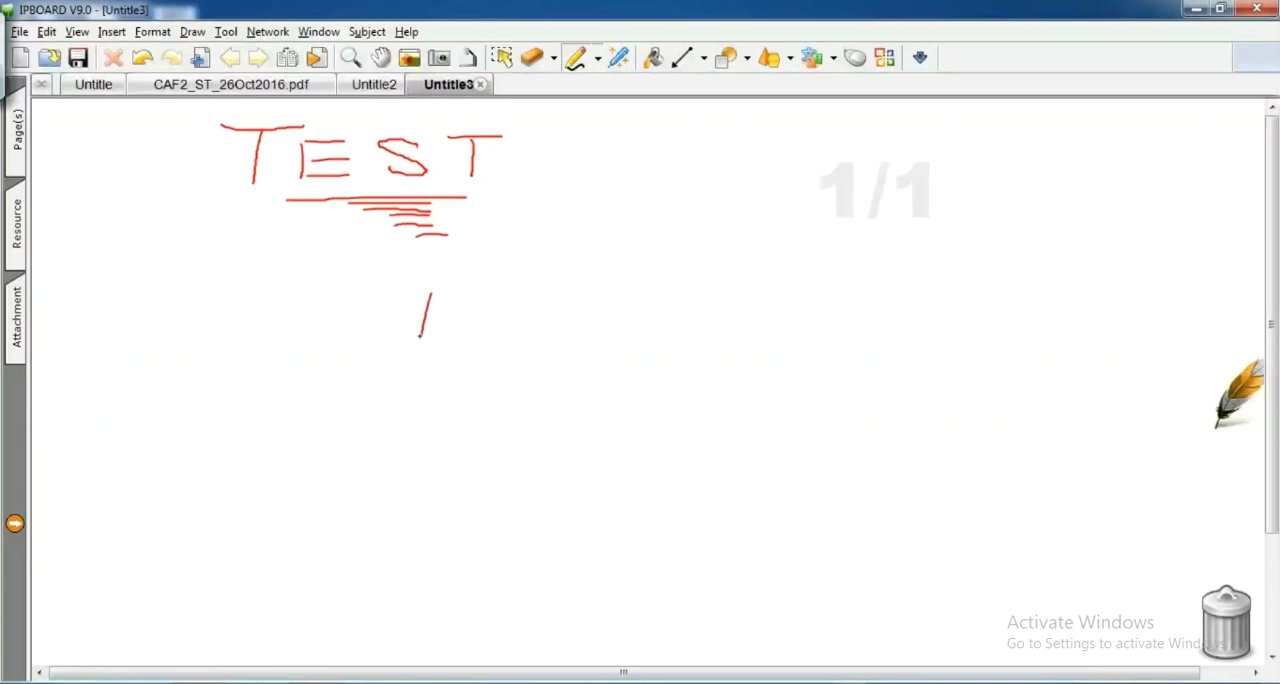 IPBOARD V9.0 - [Untitle3]
File Edit View Insert Format Draw Tool Network Window Subject Help
Untitle CAF2_ST_26Oct2016.pdf Untitle2 Untitle3
Page(s)
Resource
Attachment
TEST
1/1
Activate Windows
Go to Settings to activate Windows.